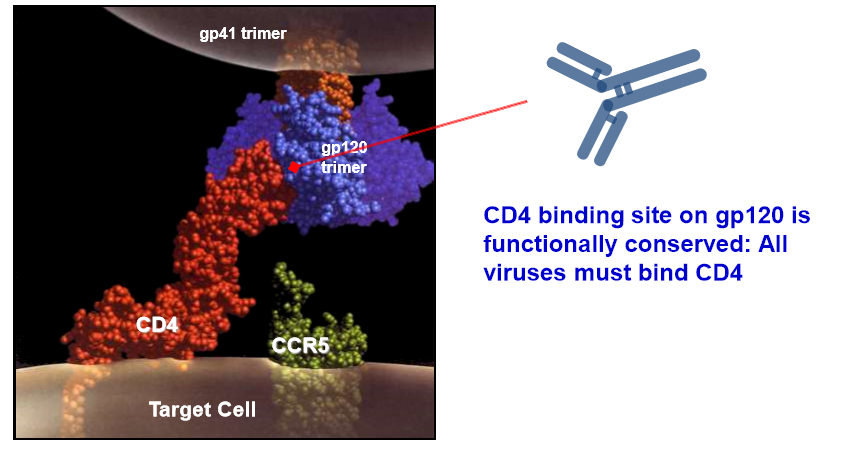 gp41 trimer
gp120
trimer
CD4
CCR5
Target Cell
CD4 binding site on gp120 is
functionally conserved: All
viruses must bind CD4